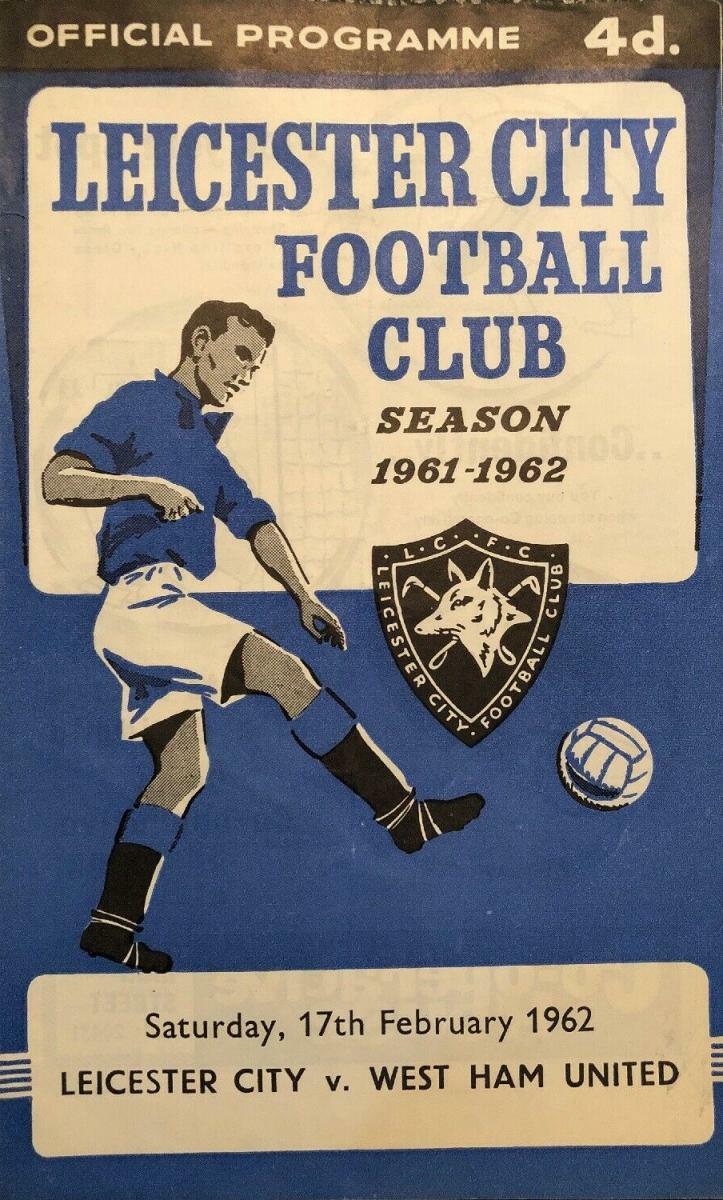 OFFICIAL PROGRAMME 4d.
LEICESTER CITY
FOOTBALL
CLUB
SEASON
1961-1962
· L · C · F · C ·
LEICESTER CITY · FOOTBALL CLUB
Saturday, 17th February 1962
LEICESTER CITY v. WEST HAM UNITED